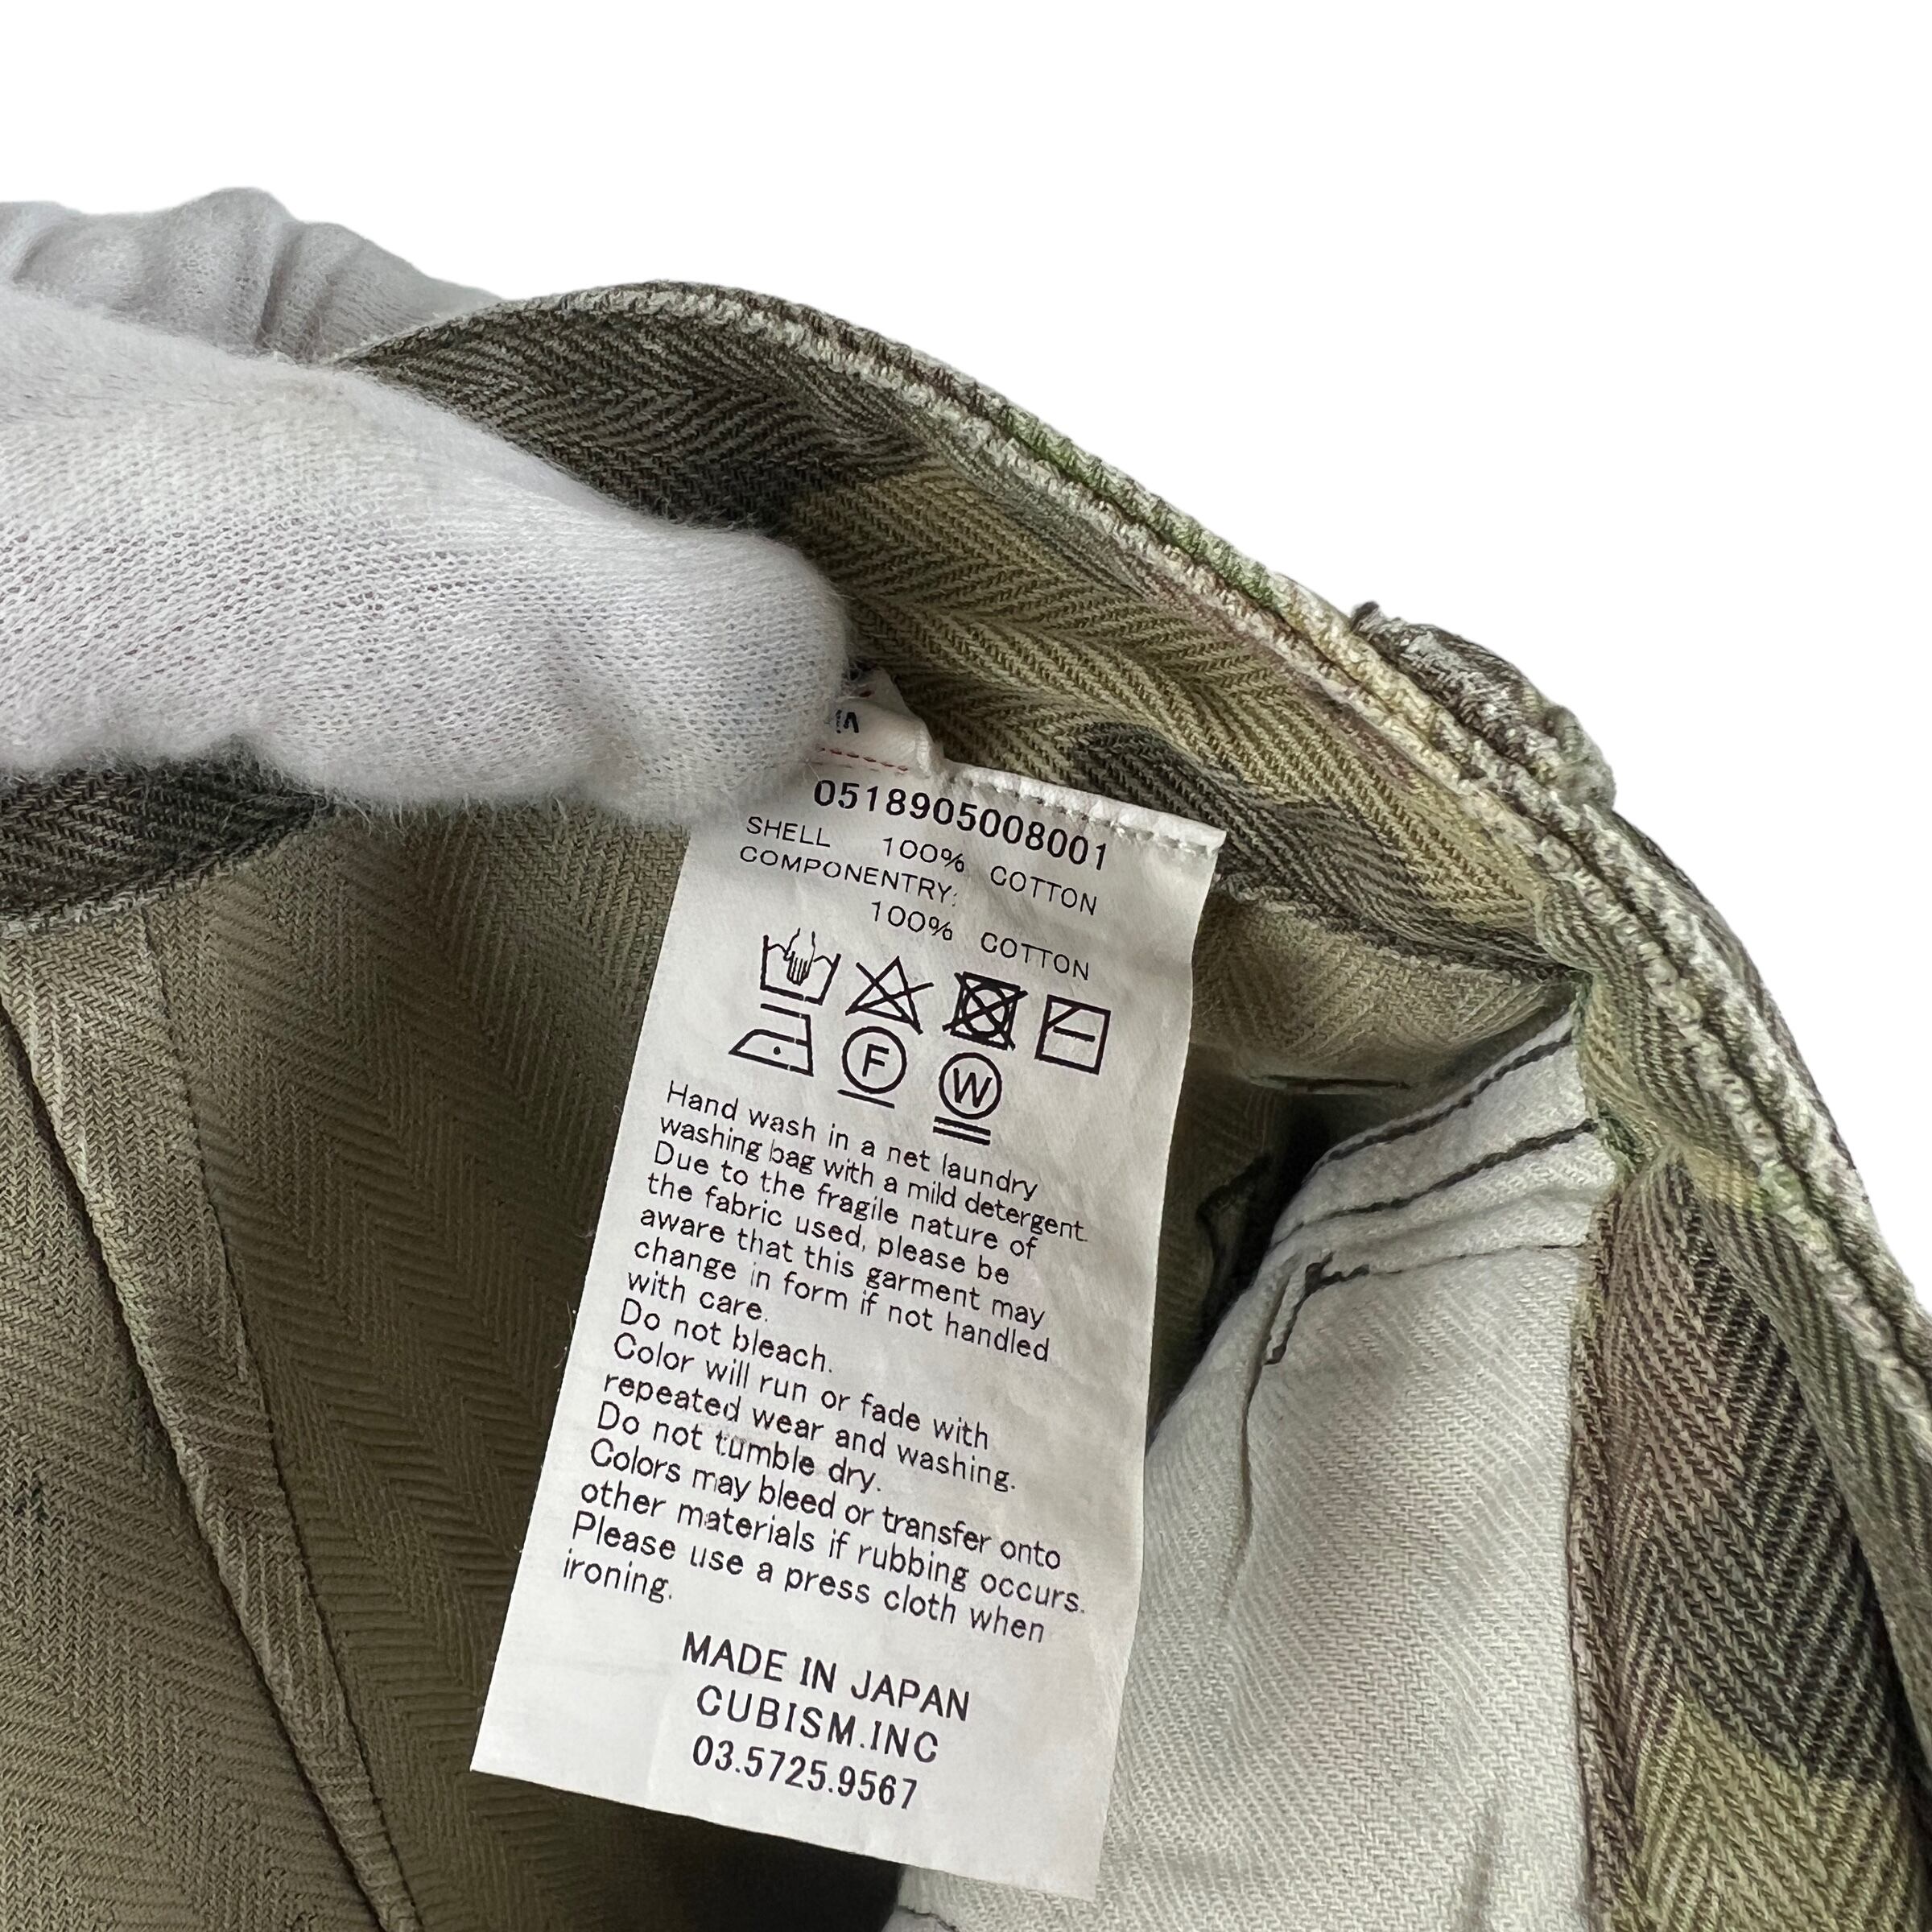 0518905008001
SHELL 100% COTTON
COMPONENTRY:
100% COTTON
F W
Hand wash in a net laundry
washing bag with a mild detergent.
Due to the fragile nature of
the fabric used, please be
aware that this garment may
change in form if not handled
with care.
Do not bleach.
Color will run or fade with
repeated wear and washing.
Do not tumble dry.
Colors may bleed or transfer onto
other materials if rubbing occurs.
Please use a press cloth when
ironing.
MADE IN JAPAN
CUBISM.INC
03.5725.9567